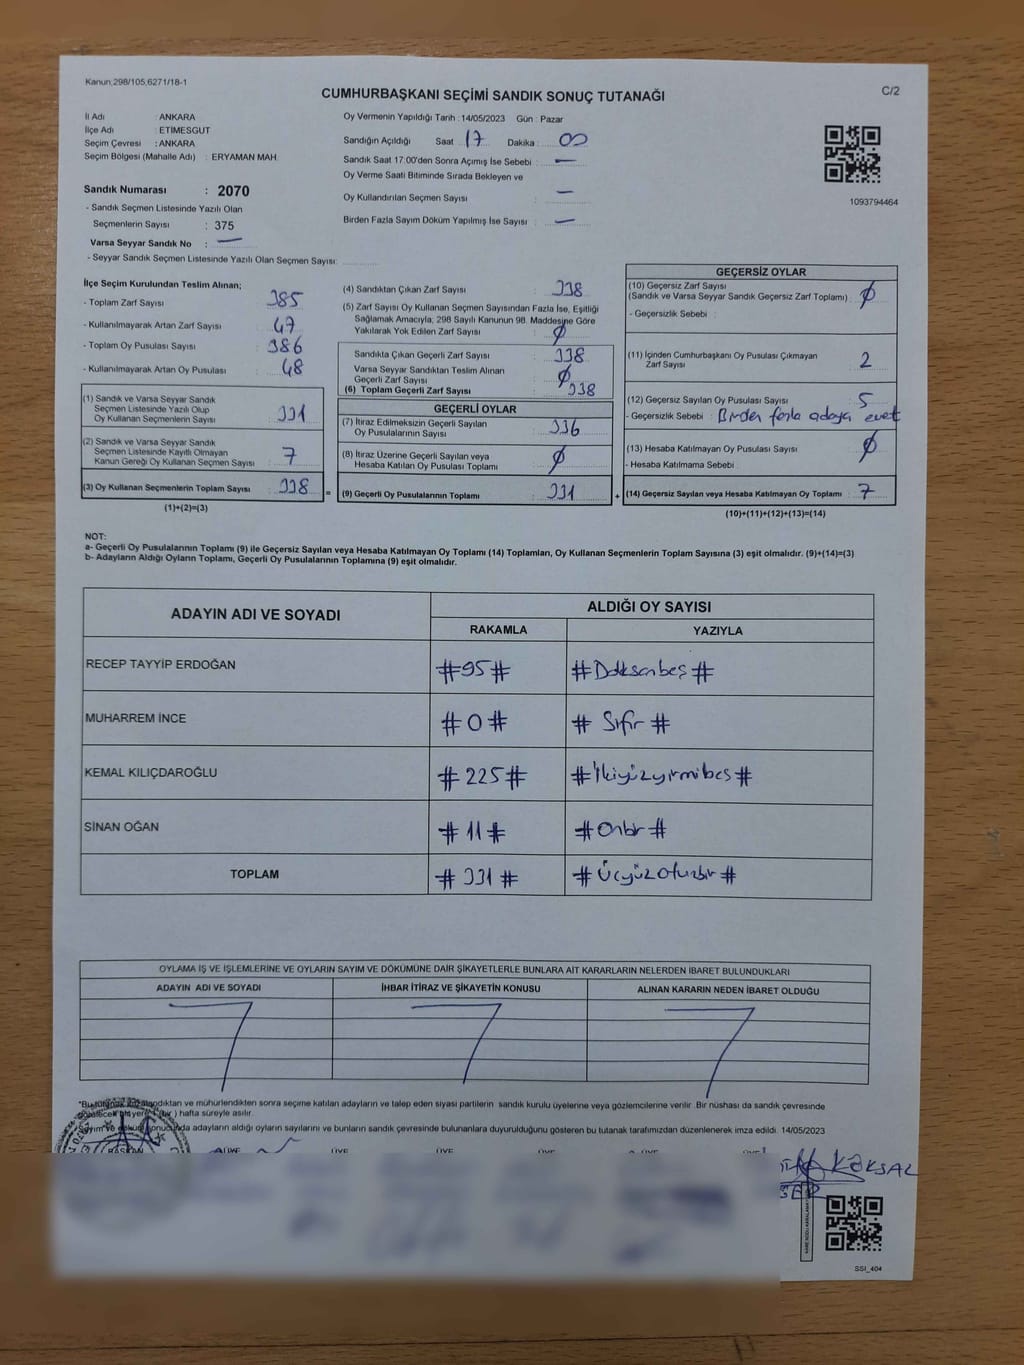 Kanun;298/105,6271/18-1
C/2
CUMHURBAŞKANI SEÇİMİ SANDIK SONUÇ TUTANAĞI
İl Adı : ANKARA
İlçe Adı : ETİMESGUT
Seçim Çevresi : ANKARA
Seçim Bölgesi (Mahalle Adı) : ERYAMAN MAH.
Sandık Numarası : 2070
- Sandık Seçmen Listesinde Yazılı Olan
Seçmenlerin Sayısı : 375
Varsa Seyyar Sandık No : —
- Seyyar Sandık Seçmen Listesinde Yazılı Olan Seçmen Sayısı:
Oy Vermenin Yapıldığı Tarih : 14/05/2023 Gün : Pazar
Sandığın Açıldığı Saat 17 Dakika : 00
Sandık Saat 17:00'den Sonra Açımış İse Sebebi : —
Oy Verme Saati Bitiminde Sırada Bekleyen ve
Oy Kullandırılan Seçmen Sayısı : —
Birden Fazla Sayım Döküm Yapılmış İse Sayısı : —
1093794464
İlçe Seçim Kurulundan Teslim Alınan;
- Toplam Zarf Sayısı : 385
- Kullanılmayarak Artan Zarf Sayısı : 47
- Toplam Oy Pusulası Sayısı : 386
- Kullanılmayarak Artan Oy Pusulası : 48
(1) Sandık ve Varsa Seyyar Sandık
Seçmen Listesinde Yazılı Olup
Oy Kullanan Seçmenlerin Sayısı : 331
(2) Sandık ve Varsa Seyyar Sandık
Seçmen Listesinde Kayıtlı Olmayan
Kanun Gereği Oy Kullanan Seçmen Sayısı : 7
(3) Oy Kullanan Seçmenlerin Toplam Sayısı : 338
(1)+(2)=(3)
(4) Sandıktan Çıkan Zarf Sayısı : 338
(5) Zarf Sayısı Oy Kullanan Seçmen Sayısından Fazla İse, Eşitliği
Sağlamak Amacıyla; 298 Sayılı Kanunun 98. Maddesine Göre
Yakılarak Yok Edilen Zarf Sayısı : 0
Sandıkta Çıkan Geçerli Zarf Sayısı : 338
Varsa Seyyar Sandıktan Teslim Alınan
Geçerli Zarf Sayısı : 0
(6) Toplam Geçerli Zarf Sayısı : 338
GEÇERLİ OYLAR
(7) İtiraz Edilmeksizin Geçerli Sayılan
Oy Pusulalarının Sayısı : 336
(8) İtiraz Üzerine Geçerli Sayılan veya
Hesaba Katılan Oy Pusulası Toplamı : 0
= (9) Geçerli Oy Pusulalarının Toplamı : 331
GEÇERSİZ OYLAR
(10) Geçersiz Zarf Sayısı
(Sandık ve Varsa Seyyar Sandık Geçersiz Zarf Toplamı) : 0
- Geçersizlik Sebebi :
(11) İçinden Cumhurbaşkanı Oy Pusulası Çıkmayan
Zarf Sayısı : 2
(12) Geçersiz Sayılan Oy Pusulası Sayısı : 5
- Geçersizlik Sebebi : Birden fazla adaya evet
(13) Hesaba Katılmayan Oy Pusulası Sayısı : 0
- Hesaba Katılmama Sebebi
+ (14) Geçersiz Sayılan veya Hesaba Katılmayan Oy Toplamı : 7
(10)+(11)+(12)+(13)=(14)
NOT:
a- Geçerli Oy Pusulalarının Toplamı (9) ile Geçersiz Sayılan veya Hesaba Katılmayan Oy Toplamı (14) Toplamları, Oy Kullanan Seçmenlerin Toplam Sayısına (3) eşit olmalıdır. (9)+(14)=(3)
b- Adayların Aldığı Oyların Toplamı, Geçerli Oy Pusulalarının Toplamına (9) eşit olmalıdır.
ADAYIN ADI VE SOYADI
ALDIĞI OY SAYISI
RAKAMLA YAZIYLA
RECEP TAYYİP ERDOĞAN #95# #Doksanbeş#
MUHARREM İNCE #0# #Sıfır#
KEMAL KILIÇDAROĞLU #225# #İkiyüzyirmibeş#
SİNAN OĞAN #11# #Onbir#
TOPLAM #331# #Üçyüzotuzbir#
OYLAMA İŞ VE İŞLEMLERİNE VE OYLARIN SAYIM VE DÖKÜMÜNE DAİR ŞİKAYETLERLE BUNLARA AİT KARARLARIN NELERDEN İBARET BULUNDUKLARI
ADAYIN ADI VE SOYADI İHBAR İTİRAZ VE ŞİKAYETİN KONUSU ALINAN KARARIN NEDEN İBARET OLDUĞU
ve mühürlendikten sonra seçime katılan adayların ve talep eden siyasi partilerin sandık kurulu üyelerine veya gözlemcilerine verilir. Bir nüshası da sandık çevresinde
hafta süreyle asılır.
adayların aldığı oyların sayılarını ve bunların sandık çevresinde bulunanlara duyurulduğunu gösteren bu tutanak tarafımızdan düzenlenerek imza edildi. 14/05/2023
BAŞKAN ÜYE ÜYE ÜYE ÜYE ÜYE
KÖKSAL
SSİ_404